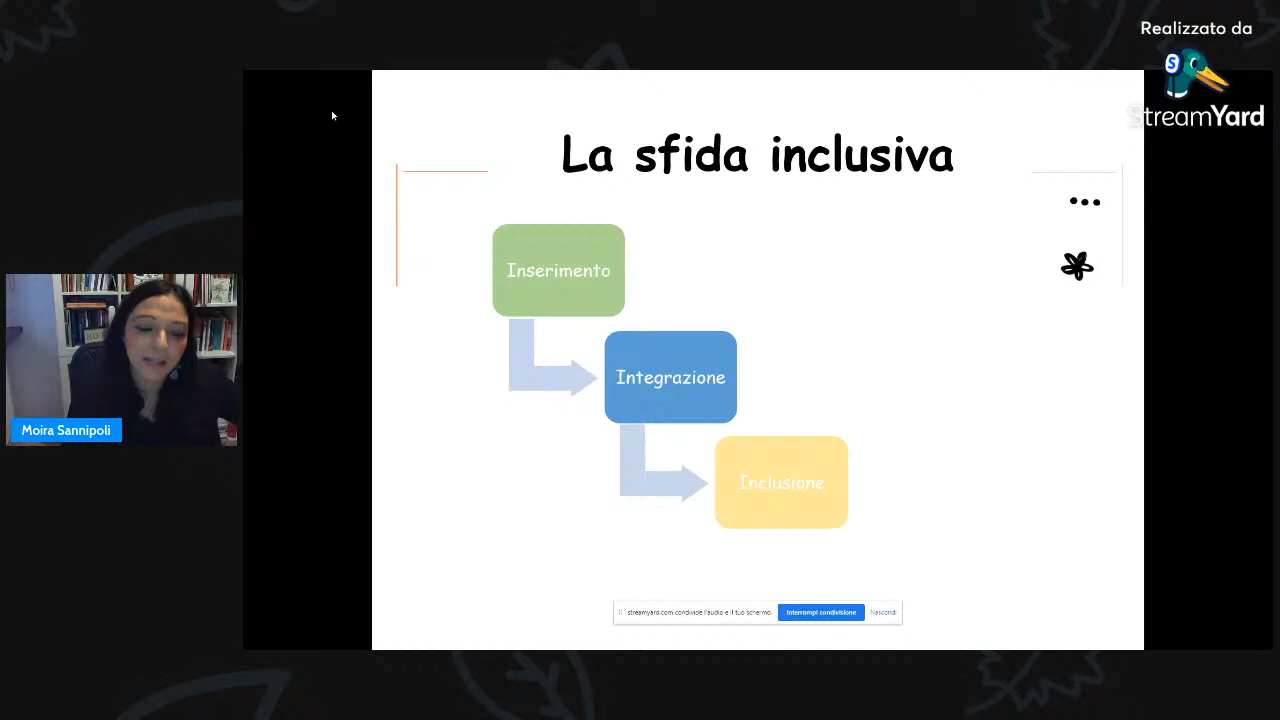 Realizzato da
StreamYard
La sfida inclusiva
Inserimento
Integrazione
Inclusione
Moira Sannipoli
streamyard.com condivide l'audio e il tuo schermo.
Interrompi condivisione
Nascondi